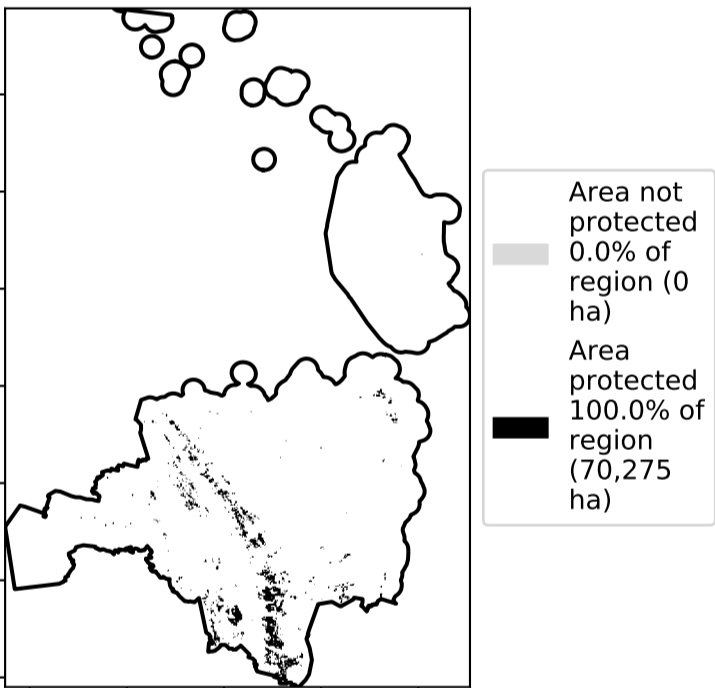 Area not
protected
0.0% of
region (0
ha)
Area
protected
100.0% of
region
(70,275
ha)